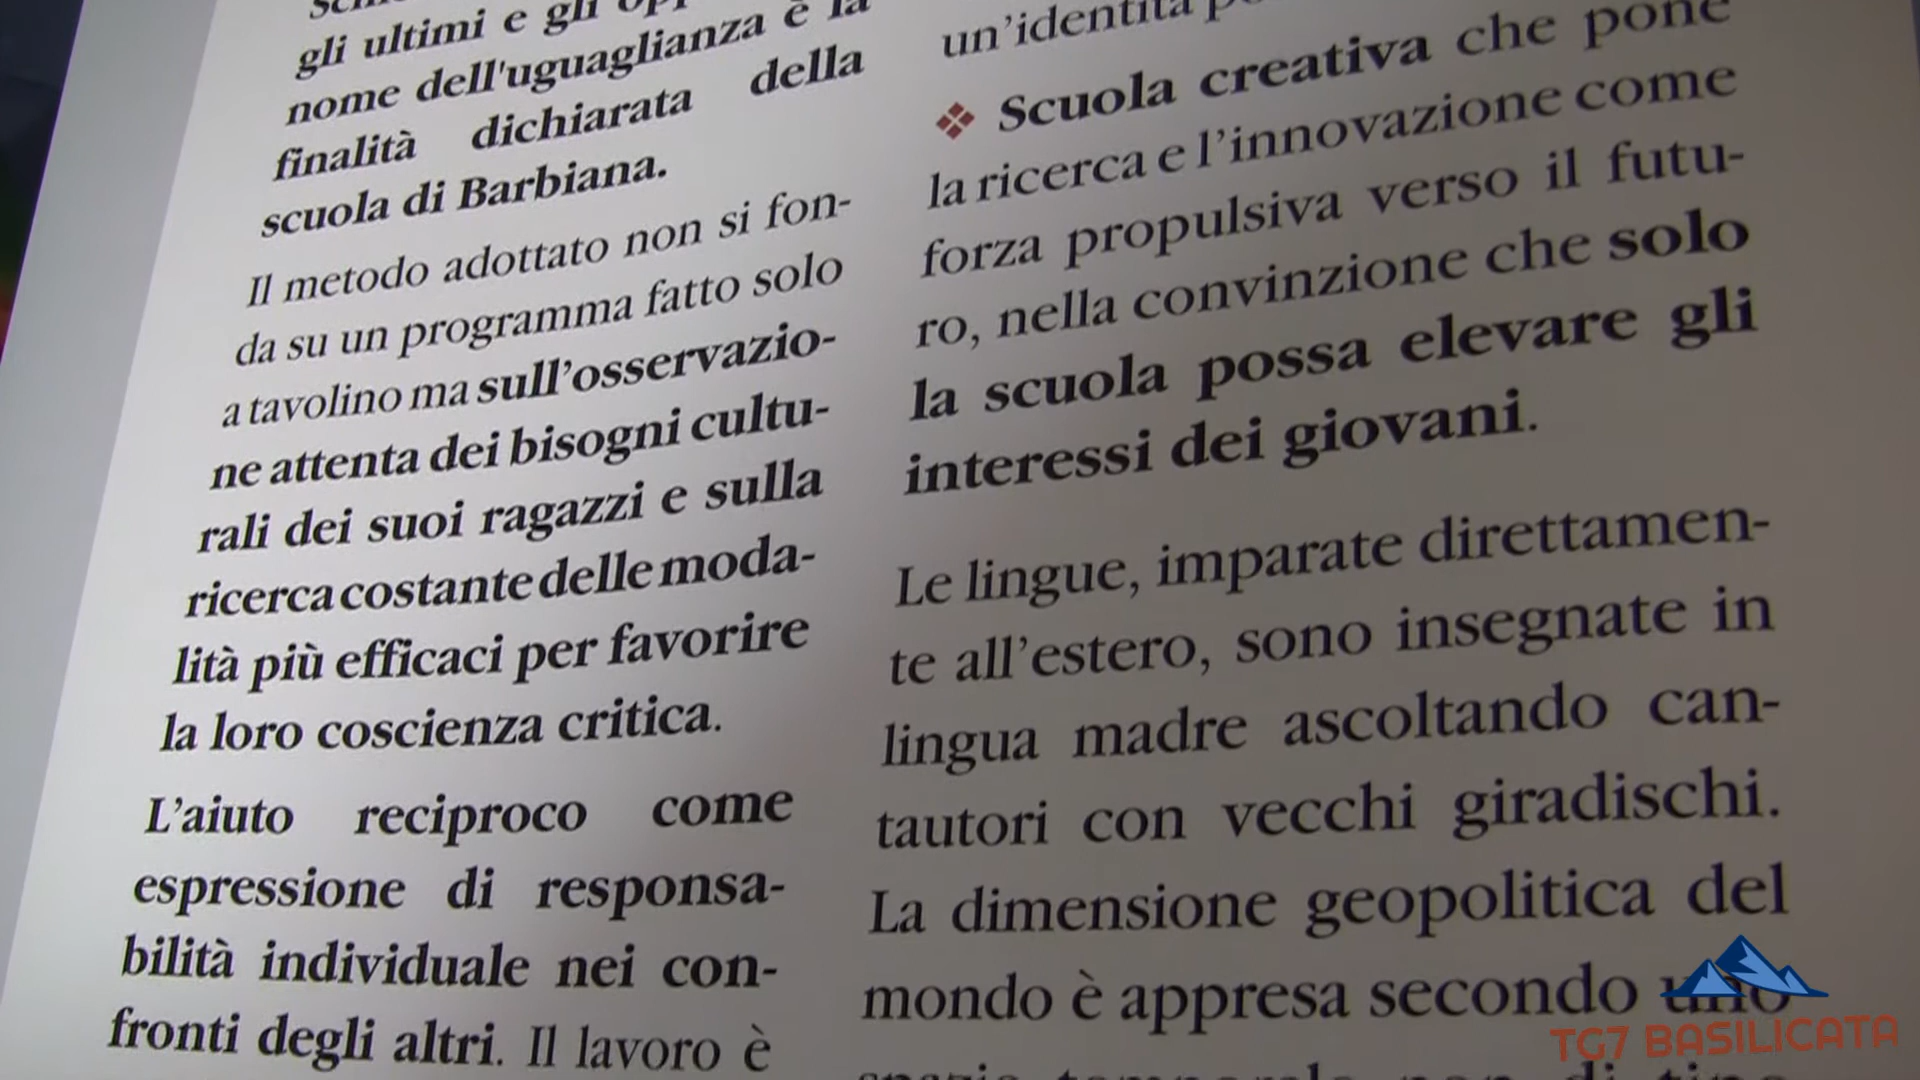 gli ultimi e gli
nome dell'uguaglianza è la
finalità dichiarata della
scuola di Barbiana.
Il metodo adottato non si fon-
da su un programma fatto solo
a tavolino ma sull'osservazio-
ne attenta dei bisogni cultu-
rali dei suoi ragazzi e sulla
ricerca costante delle moda-
lità più efficaci per favorire
la loro coscienza critica.
L'aiuto reciproco come
espressione di responsa-
bilità individuale nei con-
fronti degli altri. Il lavoro è
un'identità
❖ Scuola creativa che pone
la ricerca e l'innovazione come
forza propulsiva verso il futu-
ro, nella convinzione che solo
la scuola possa elevare gli
interessi dei giovani.
Le lingue, imparate direttamen-
te all'estero, sono insegnate in
lingua madre ascoltando can-
tautori con vecchi giradischi.
La dimensione geopolitica del
mondo è appresa secondo uno
TG7 BASILICATA